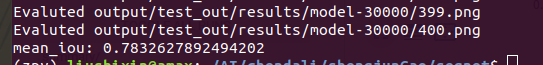 Evaluted output/test_out/results/model-30000/399.png
Evaluted output/test_out/results/model-30000/400.png
mean_iou: 0.7832627892494202